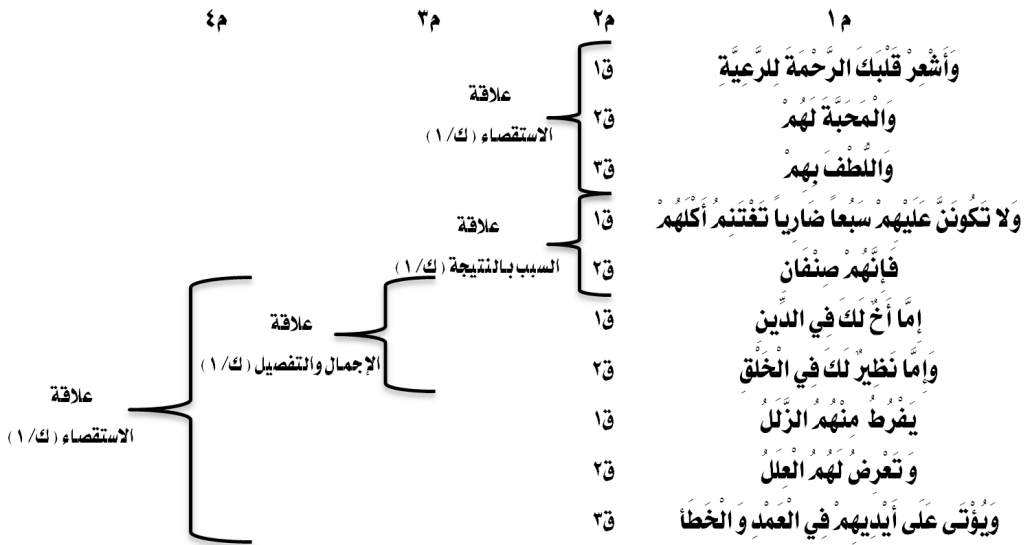 م١ م٢ م٣ م٤
وَأَشْعِرْ قَلْبَكَ الرَّحْمَةَ لِلرَّعِيَّةِ ق١
علاقة
وَالْمَحَبَّةَ لَهُمْ ق٢
الاستقصاء (ك/١)
وَاللُّطْفَ بِهِمْ ق٣
وَلا تَكُونَنَّ عَلَيْهِمْ سَبُعاً ضَارِياً تَغْتَنِمُ أَكْلَهُمْ ق١
علاقة
السبب بالنتيجة (ك/١)
فَإِنَّهُمْ صِنْفَان ق٢
إِمَّا أَخٌ لَكَ فِي الدِّين ق١
علاقة
وَإِمَّا نَظِيرٌ لَكَ فِي الْخَلْقِ ق٢
الإجمال والتفصيل (ك/١)
يَفْرُطُ مِنْهُمُ الزَّلَلُ ق١
علاقة
الاستقصاء (ك/١)
وَ تَعْرِضُ لَهُمُ الْعِلَلُ ق٢
وَيُؤْتَى عَلَى أَيْدِيهِمْ فِي الْعَمْدِ وَ الْخَطَأ ق٣